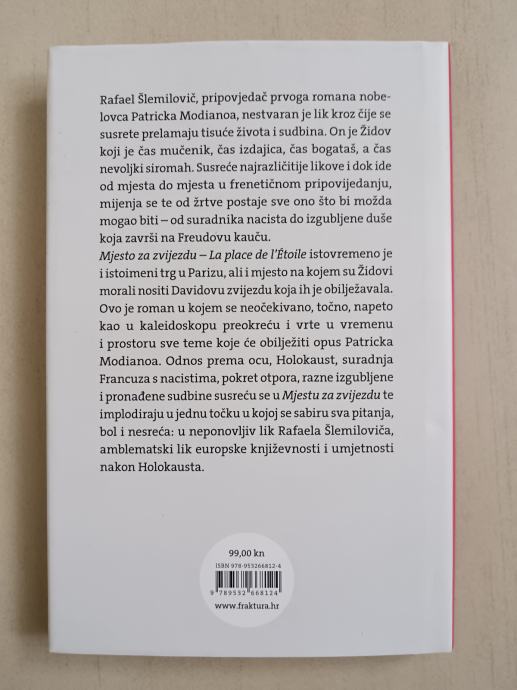 Rafael Šlemilovič, pripovjedač prvoga romana nobe-
lovca Patricka Modianoa, nestvaran je lik kroz čije se
susrete prelamaju tisuće života i sudbina. On je Židov
koji je čas mučenik, čas izdajica, čas bogataš, a čas
nevoljki siromah. Susreće najrazličitije likove i dok ide
od mjesta do mjesta u frenetičnom pripovijedanju,
mijenja se te od žrtve postaje sve ono što bi možda
mogao biti – od suradnika nacista do izgubljene duše
koja završi na Freudovu kauču.
Mjesto za zvijezdu – La place de l'Étoile istovremeno je
i istoimeni trg u Parizu, ali i mjesto na kojem su Židovi
morali nositi Davidovu zvijezdu koja ih je obilježavala.
Ovo je roman u kojem se neočekivano, točno, napeto
kao u kaleidoskopu preokreću i vrte u vremenu
i prostoru sve teme koje će obilježiti opus Patricka
Modianoa. Odnos prema ocu, Holokaust, suradnja
Francuza s nacistima, pokret otpora, razne izgubljene
i pronađene sudbine susreću se u Mjestu za zvijezdu te
implodiraju u jednu točku u kojoj se sabiru sva pitanja,
bol i nesreća: u neponovljiv lik Rafaela Šlemiloviča,
amblematski lik europske književnosti i umjetnosti
nakon Holokausta.
99,00 kn
ISBN 978-953266812-4
9 789532 668124
www.fraktura.hr